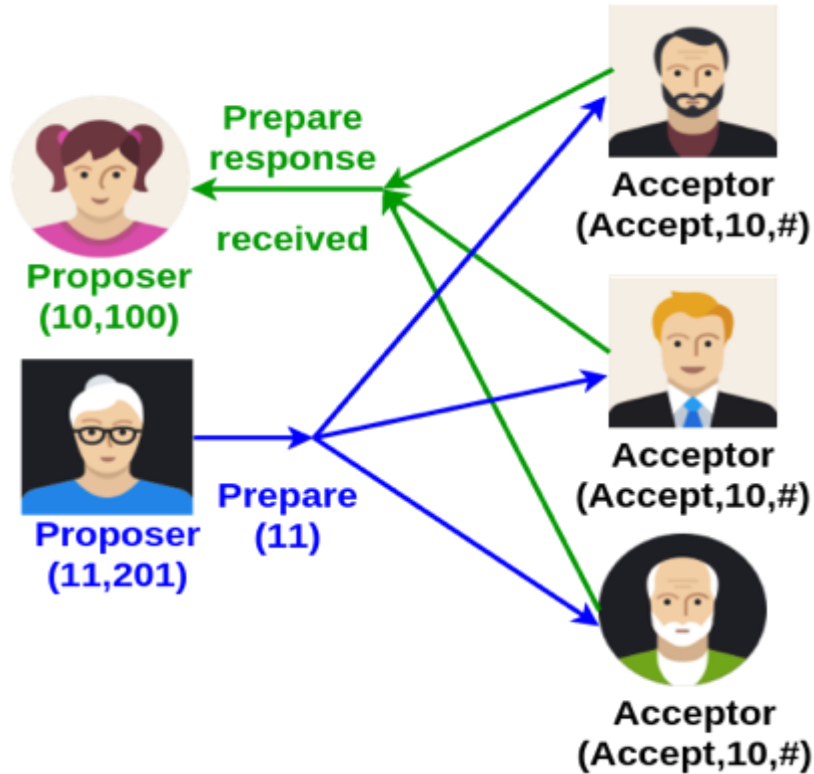 Prepare
response
received
Proposer
(10,100)
Proposer
(11,201)
Prepare
(11)
Acceptor
(Accept,10,#)
Acceptor
(Accept,10,#)
Acceptor
(Accept,10,#)